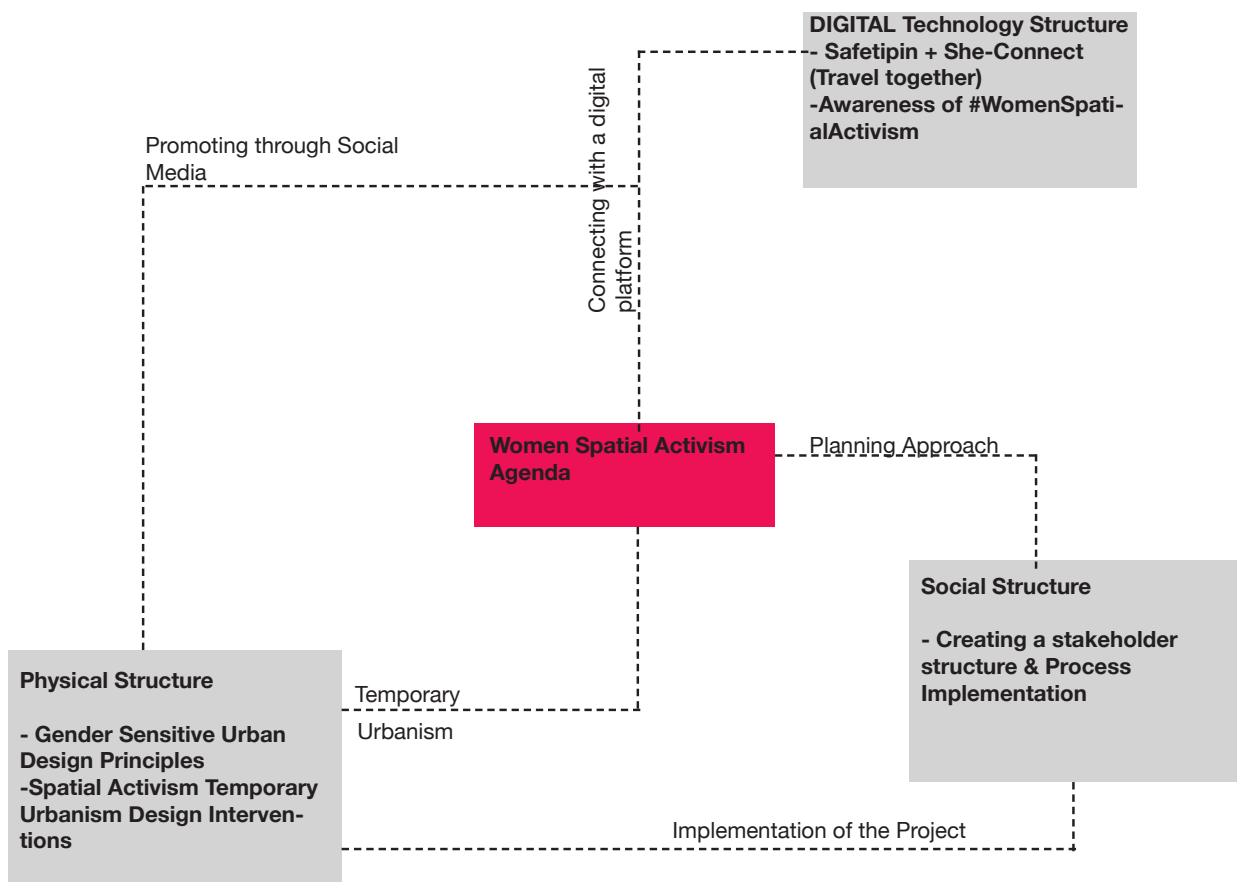 DIGITAL Technology Structure
- Safetipin + She-Connect
(Travel together)
-Awareness of #WomenSpati-
alActivism
Promoting through Social
Media
Connecting with a digital
platform
Women Spatial Activism
Agenda
Planning Approach
Social Structure
- Creating a stakeholder
structure & Process
Implementation
Physical Structure
- Gender Sensitive Urban
Design Principles
-Spatial Activism Temporary
Urbanism Design Interven-
tions
Temporary
Urbanism
Implementation of the Project